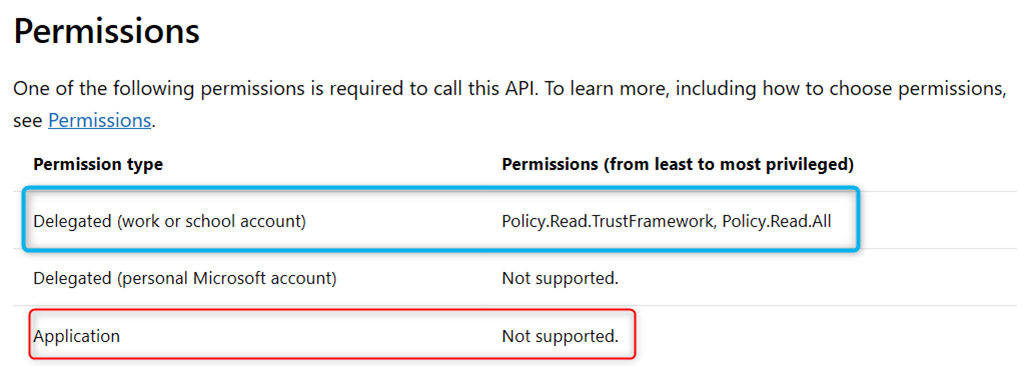 Permissions
One of the following permissions is required to call this API. To learn more, including how to choose permissions,
see Permissions.
Permission type Permissions (from least to most privileged)
Delegated (work or school account) Policy.Read.TrustFramework, Policy.Read.All
Delegated (personal Microsoft account) Not supported.
Application Not supported.